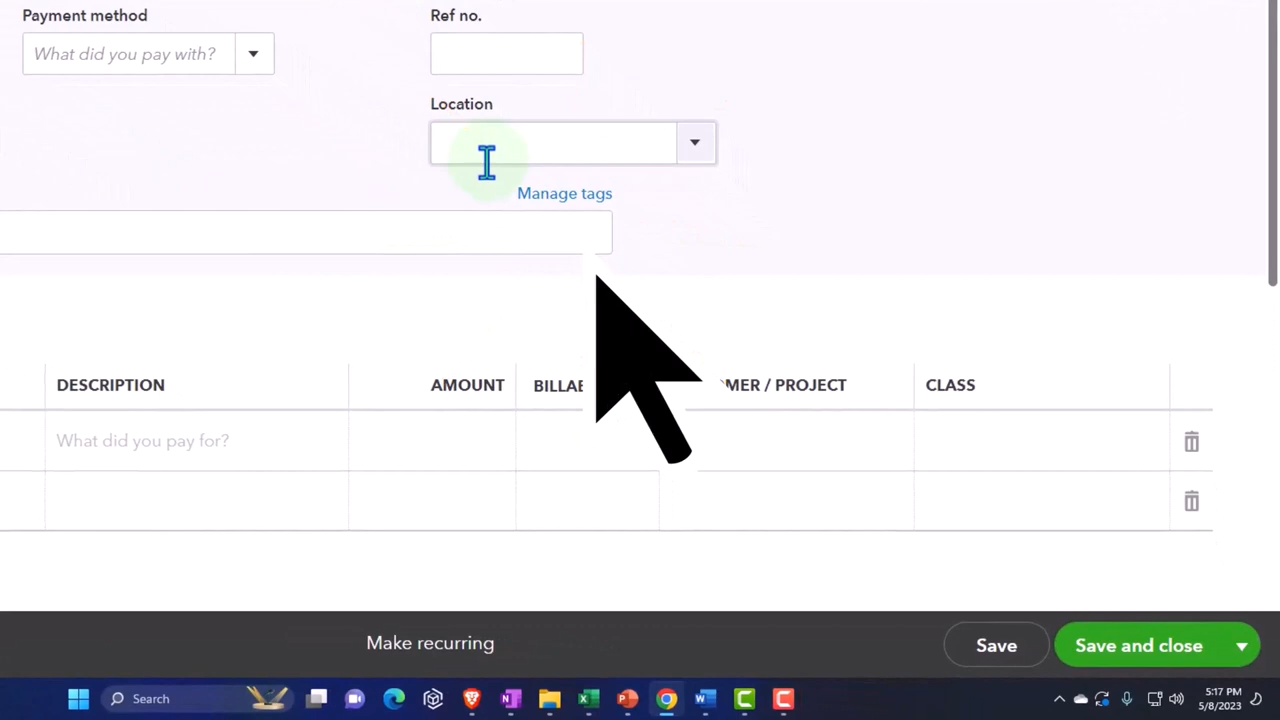 Payment method
Ref no.
What did you pay with?
Location
Manage tags
DESCRIPTION
AMOUNT
BILLAB
MER / PROJECT
CLASS
What did you pay for?
Make recurring
Save
Save and close
Search
5:17 PM
5/8/2023